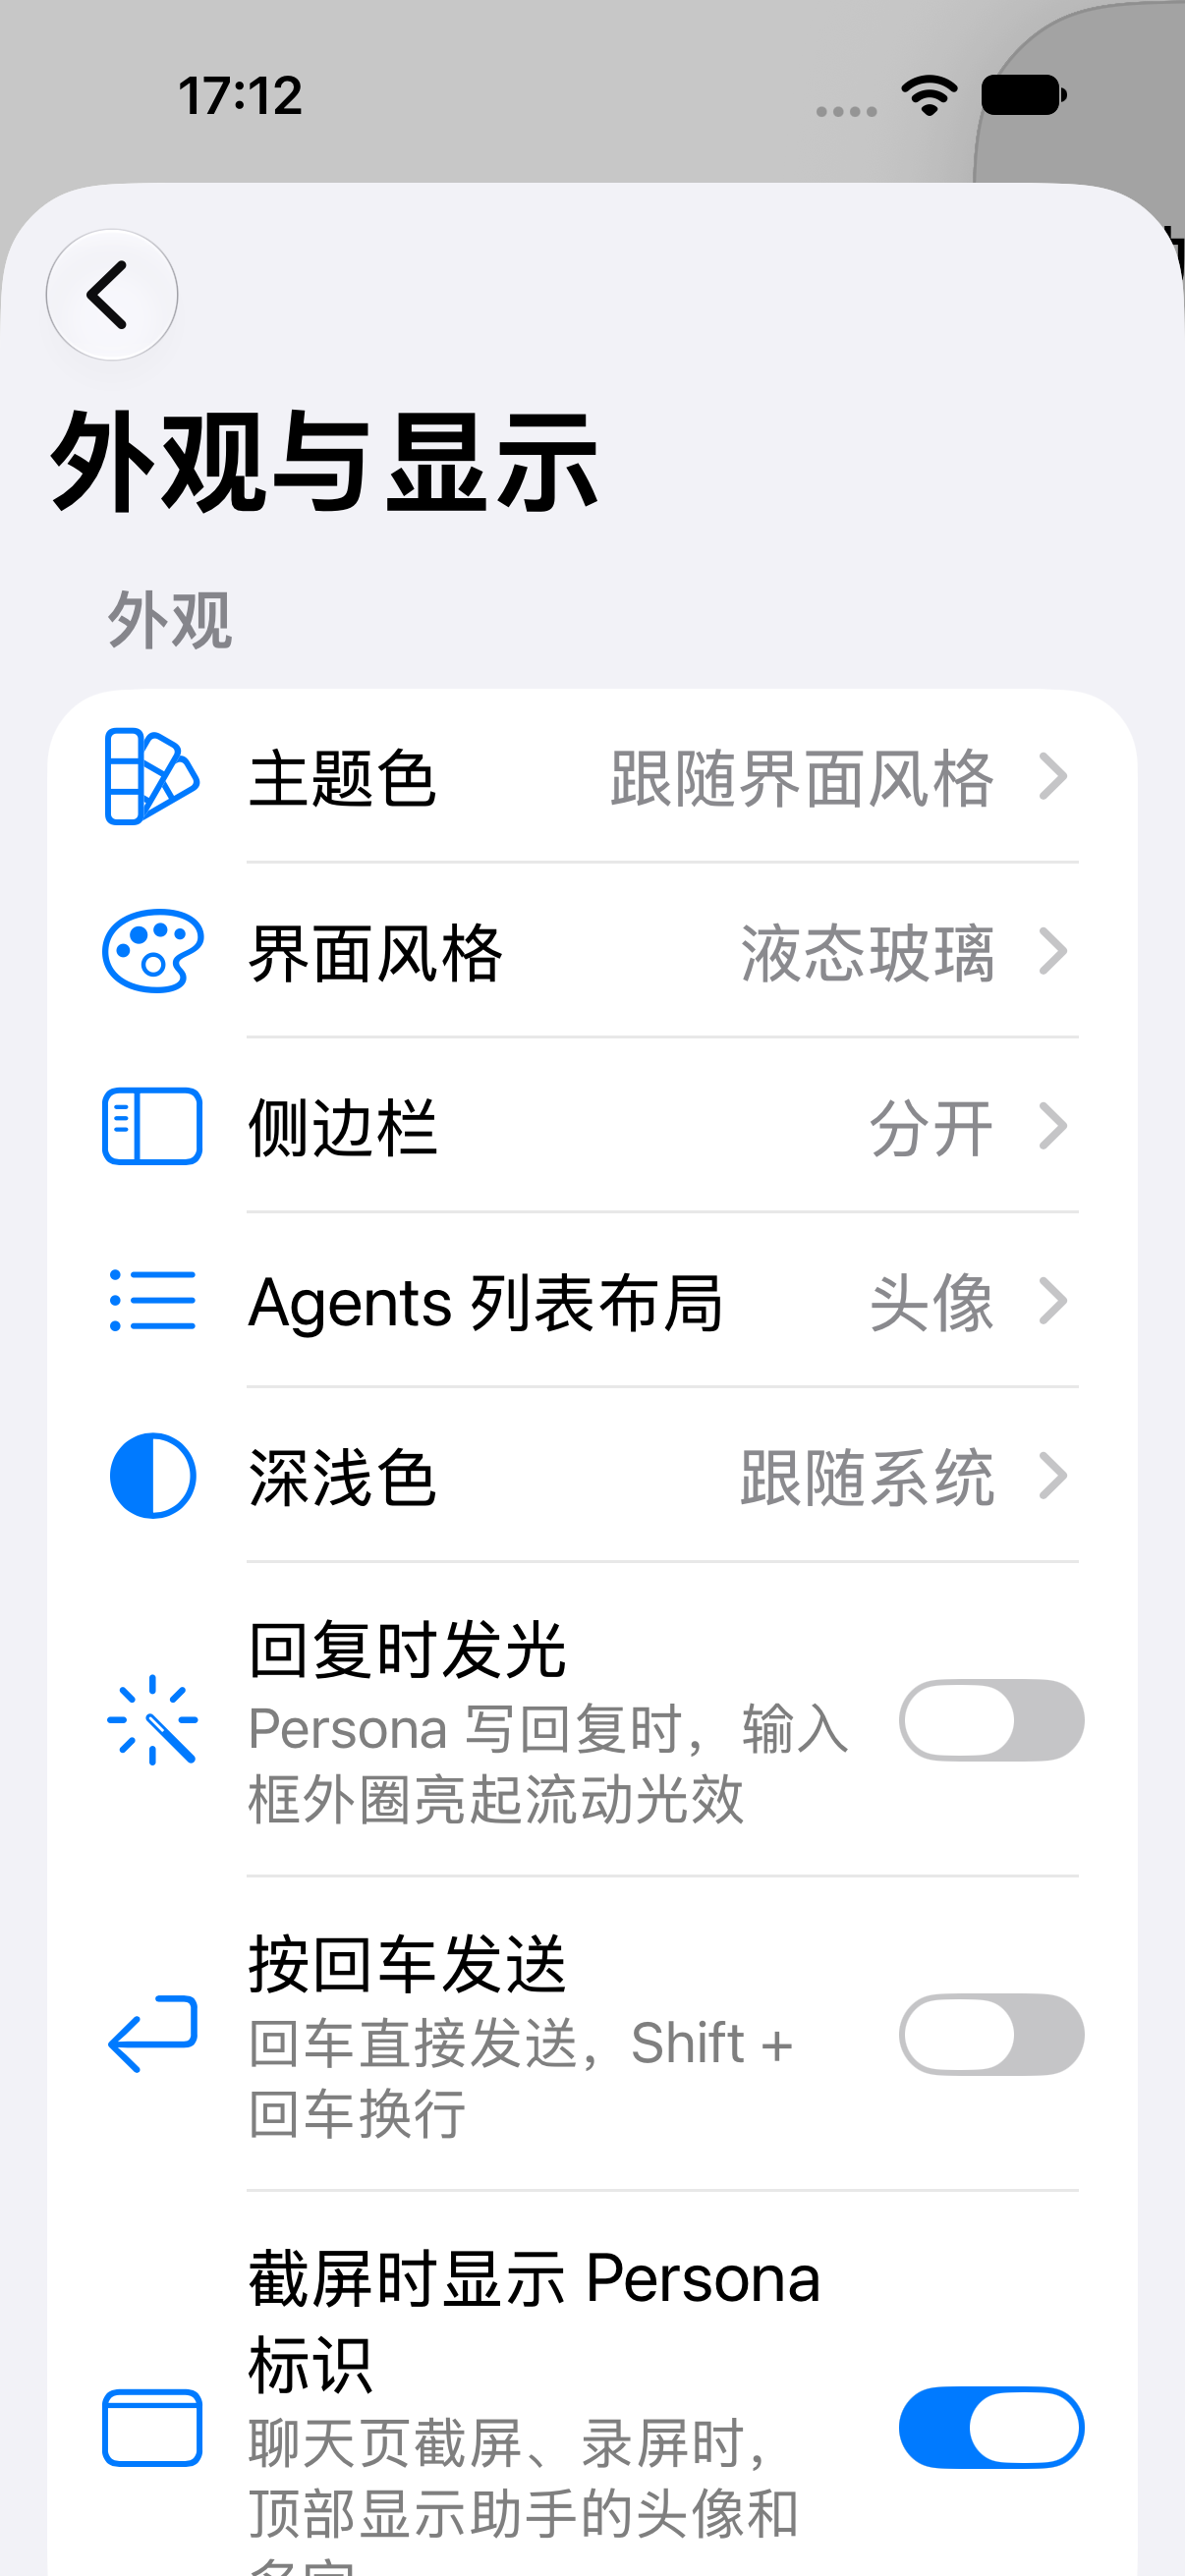 17:12
外观与显示
外观
主题色 跟随界面风格
界面风格 液态玻璃
侧边栏 分开
Agents 列表布局 头像
深浅色 跟随系统
回复时发光
Persona 写回复时，输入
框外圈亮起流动光效
按回车发送
回车直接发送，Shift +
回车换行
截屏时显示 Persona
标识
聊天页截屏、录屏时，
顶部显示助手的头像和